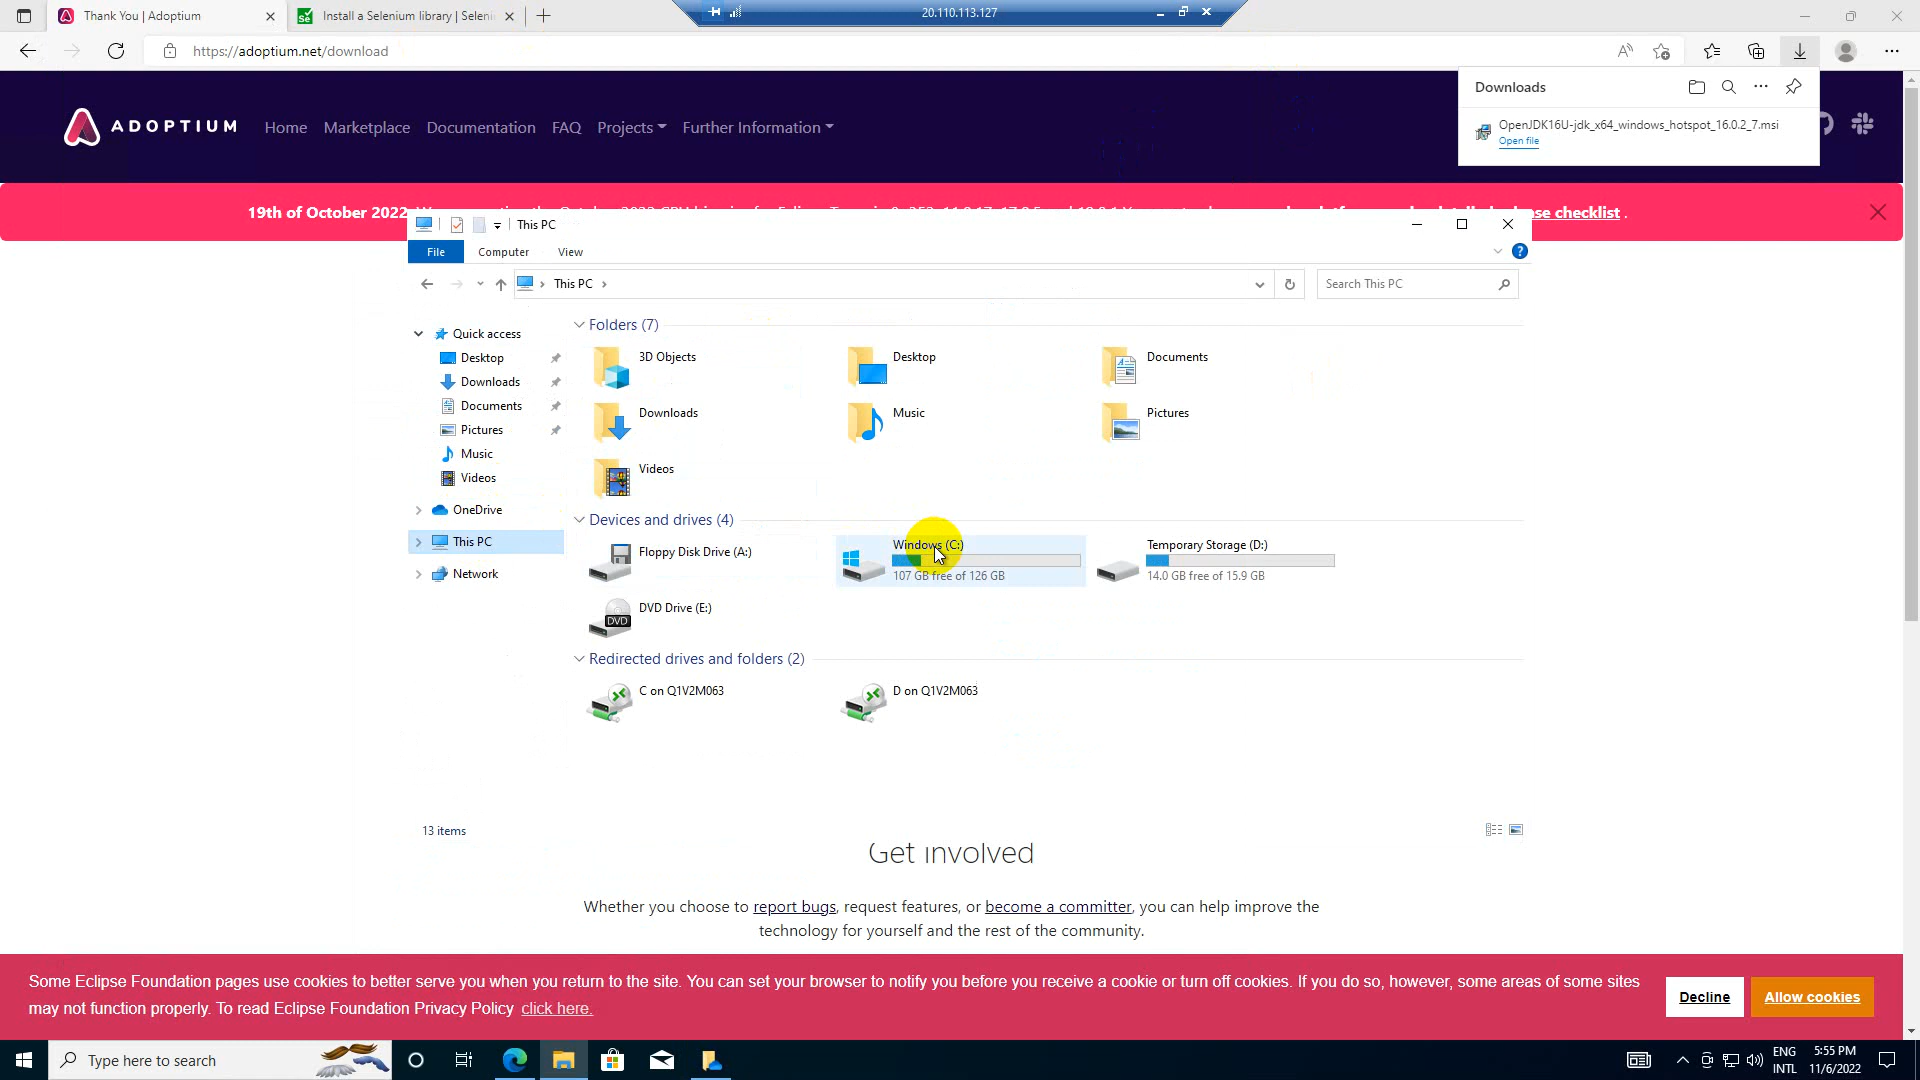 Thank You | Adoptium
Install a Selenium library | Seleni
20.110.113.127
https://adoptium.net/download
Downloads
OpenJDK16U-jdk_x64_windows_hotspot_16.0.2_7.msi
Open file
ADOPTIUM
Home
Marketplace
Documentation
FAQ
Projects
Further Information
19th of October 2022
se checklist .
This PC
File
Computer
View
This PC
Search This PC
Quick access
Desktop
Downloads
Documents
Pictures
Music
Videos
OneDrive
This PC
Network
Folders (7)
3D Objects
Desktop
Documents
Downloads
Music
Pictures
Videos
Devices and drives (4)
Floppy Disk Drive (A:)
Windows (C:)
107 GB free of 126 GB
Temporary Storage (D:)
14.0 GB free of 15.9 GB
DVD
DVD Drive (E:)
Redirected drives and folders (2)
C on Q1V2M063
D on Q1V2M063
13 items
Get involved
Whether you choose to report bugs, request features, or become a committer, you can help improve the
technology for yourself and the rest of the community.
Some Eclipse Foundation pages use cookies to better serve you when you return to the site. You can set your browser to notify you before you receive a cookie or turn off cookies. If you do so, however, some areas of some sites
may not function properly. To read Eclipse Foundation Privacy Policy click here.
Decline
Allow cookies
Type here to search
ENG
INTL
5:55 PM
11/6/2022